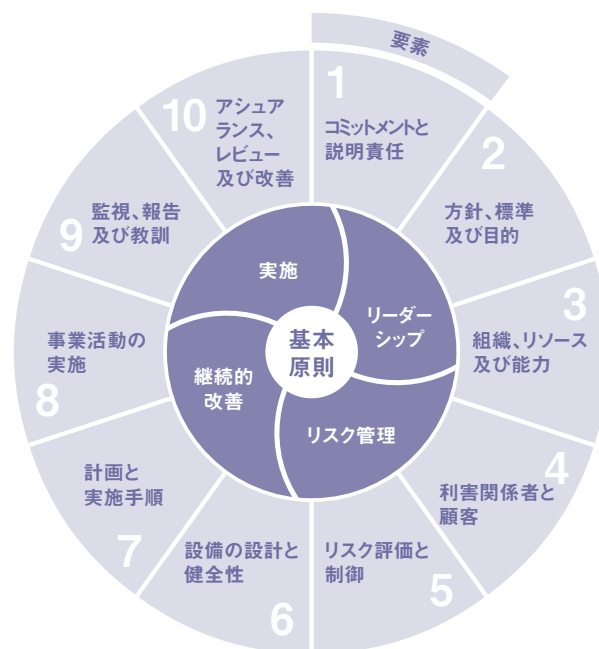 要素
1
コミットメントと
説明責任
2
方針、標準
及び目的
3
組織、リソース
及び能力
4
利害関係者と
顧客
5
リスク評価と
制御
6
設備の設計と
健全性
7
計画と
実施手順
8
事業活動の
実施
9
監視、報告
及び教訓
10
アシュア
ランス、
レビュー
及び改善
実施
リーダー
シップ
リスク管理
継続的
改善
基本
原則